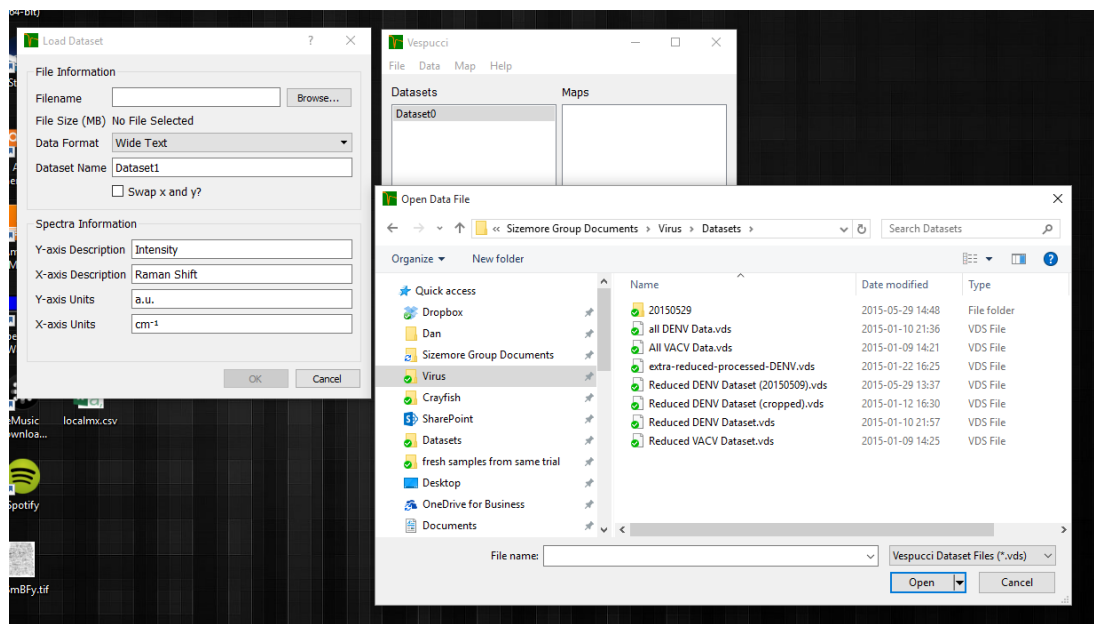 64-bit)
Load Dataset
File Information
Filename
Browse...
File Size (MB) No File Selected
Data Format Wide Text
Dataset Name Dataset1
Swap x and y?
Spectra Information
Y-axis Description Intensity
X-axis Description Raman Shift
Y-axis Units a.u.
X-axis Units cm⁻¹
OK Cancel
Vespucci
File Data Map Help
Datasets Maps
Dataset0
Open Data File
« Sizemore Group Documents › Virus › Datasets ›
Search Datasets
Organize New folder
Quick access
Dropbox
Dan
Sizemore Group Documents
Virus
Crayfish
SharePoint
Datasets
fresh samples from same trial
Desktop
OneDrive for Business
Documents
Name Date modified Type
20150529 2015-05-29 14:48 File folder
all DENV Data.vds 2015-01-10 21:36 VDS File
All VACV Data.vds 2015-01-09 14:21 VDS File
extra-reduced-processed-DENV.vds 2015-01-22 16:25 VDS File
Reduced DENV Dataset (20150509).vds 2015-05-29 13:37 VDS File
Reduced DENV Dataset (cropped).vds 2015-01-12 16:30 VDS File
Reduced DENV Dataset.vds 2015-01-10 21:57 VDS File
Reduced VACV Dataset.vds 2015-01-09 14:25 VDS File
File name:
Vespucci Dataset Files (*.vds)
Open Cancel
eMusic
ownloa...
localmx.csv
Spotify
mBFy.tif